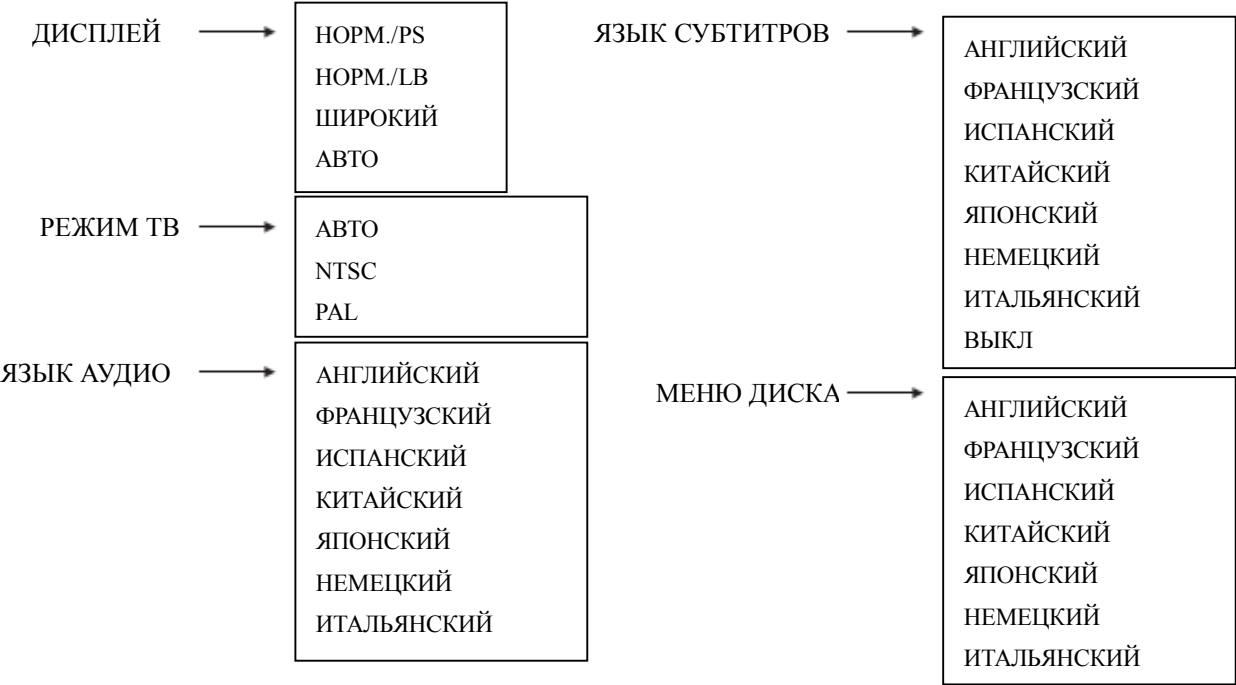 ДИСПЛЕЙ
НОРМ./PS
НОРМ./LB
ШИРОКИЙ
АВТО
РЕЖИМ ТВ
АВТО
NTSC
PAL
ЯЗЫК АУДИО
АНГЛИЙСКИЙ
ФРАНЦУЗСКИЙ
ИСПАНСКИЙ
КИТАЙСКИЙ
ЯПОНСКИЙ
НЕМЕЦКИЙ
ИТАЛЬЯНСКИЙ
ЯЗЫК СУБТИТРОВ
АНГЛИЙСКИЙ
ФРАНЦУЗСКИЙ
ИСПАНСКИЙ
КИТАЙСКИЙ
ЯПОНСКИЙ
НЕМЕЦКИЙ
ИТАЛЬЯНСКИЙ
ВЫКЛ
МЕНЮ ДИСКА
АНГЛИЙСКИЙ
ФРАНЦУЗСКИЙ
ИСПАНСКИЙ
КИТАЙСКИЙ
ЯПОНСКИЙ
НЕМЕЦКИЙ
ИТАЛЬЯНСКИЙ